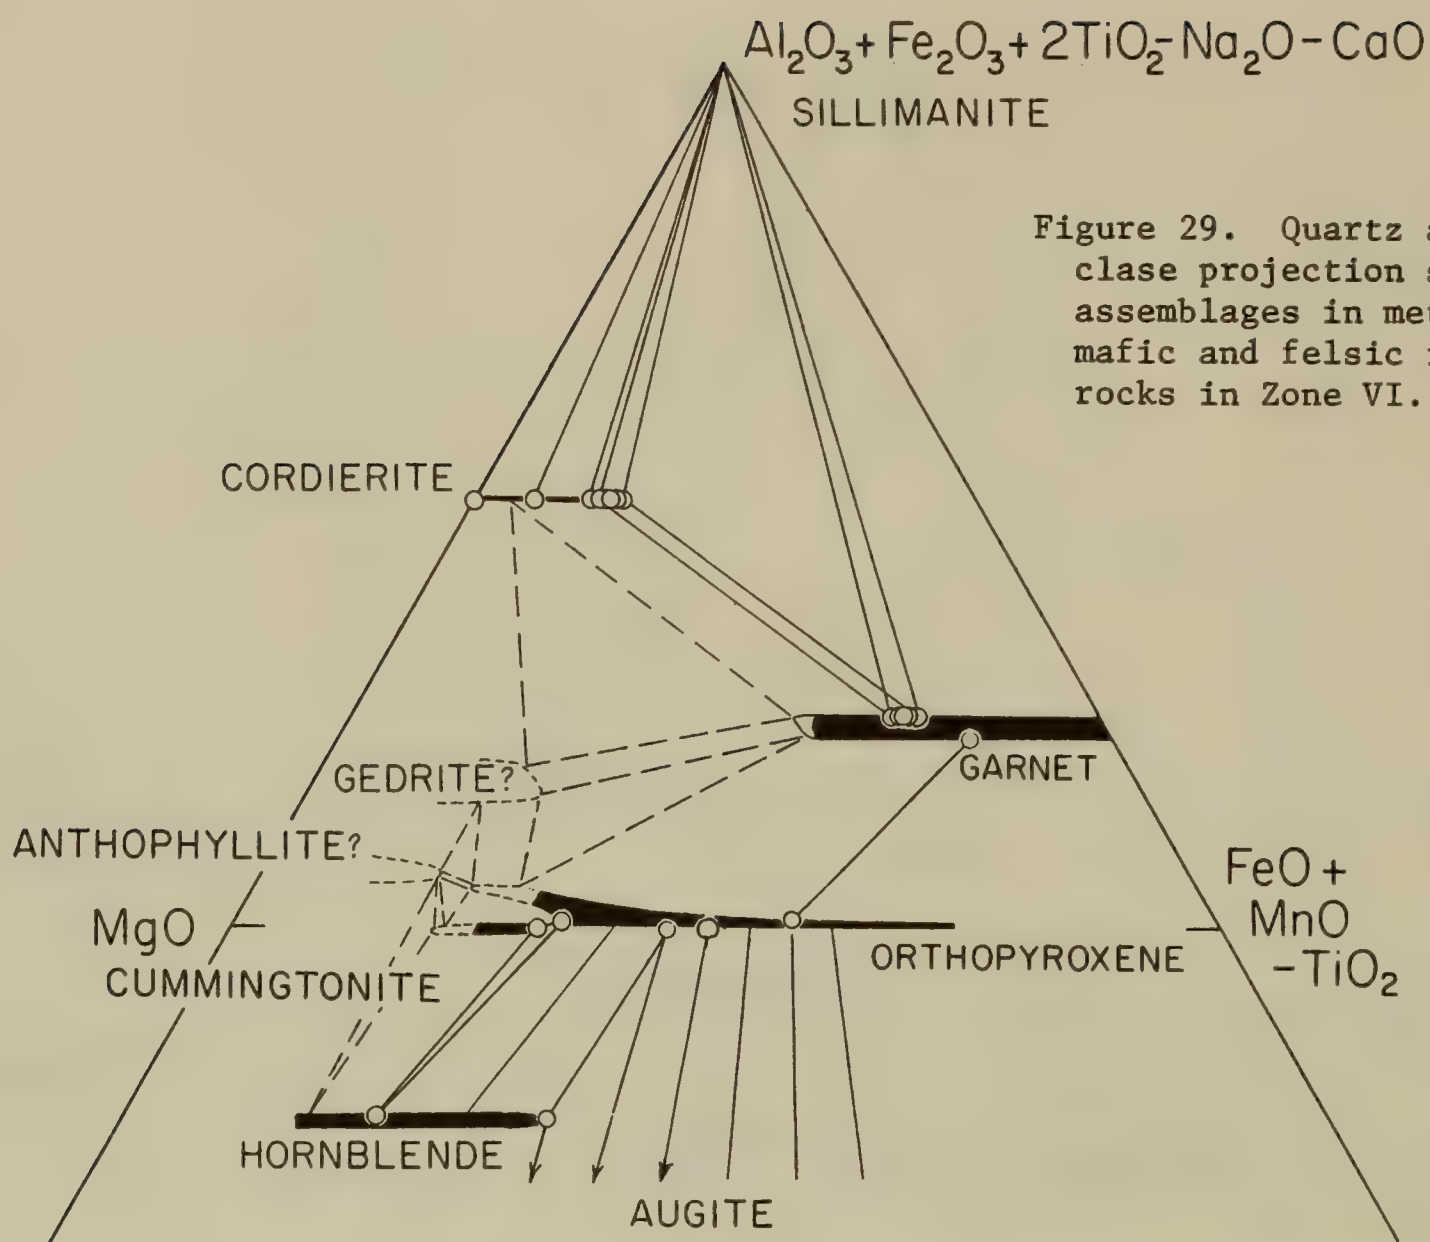 Al₂O₃+Fe₂O₃+2TiO₂-Na₂O-CaO
SILLIMANITE
Figure 29. Quartz
clase projection
assemblages in
mafic and felsic
rocks in Zone VI.
CORDIERITE
GARNET
GEDRITE?
ANTHOPHYLLITE?
MgO
FeO+
MnO
-TiO₂
ORTHOPYROXENE
CUMMINGTONITE
HORNBLENDE
AUGITE